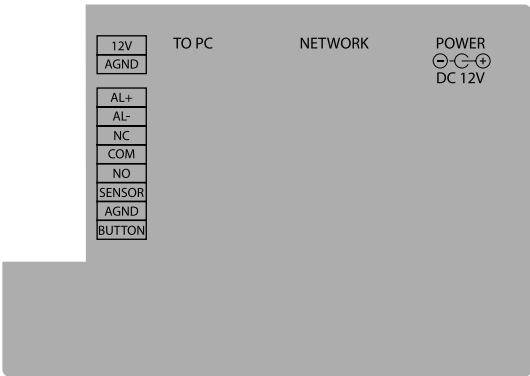 12V
TO PC
NETWORK
POWER
AGND
DC 12V
AL+
AL-
NC
COM
NO
SENSOR
AGND
BUTTON